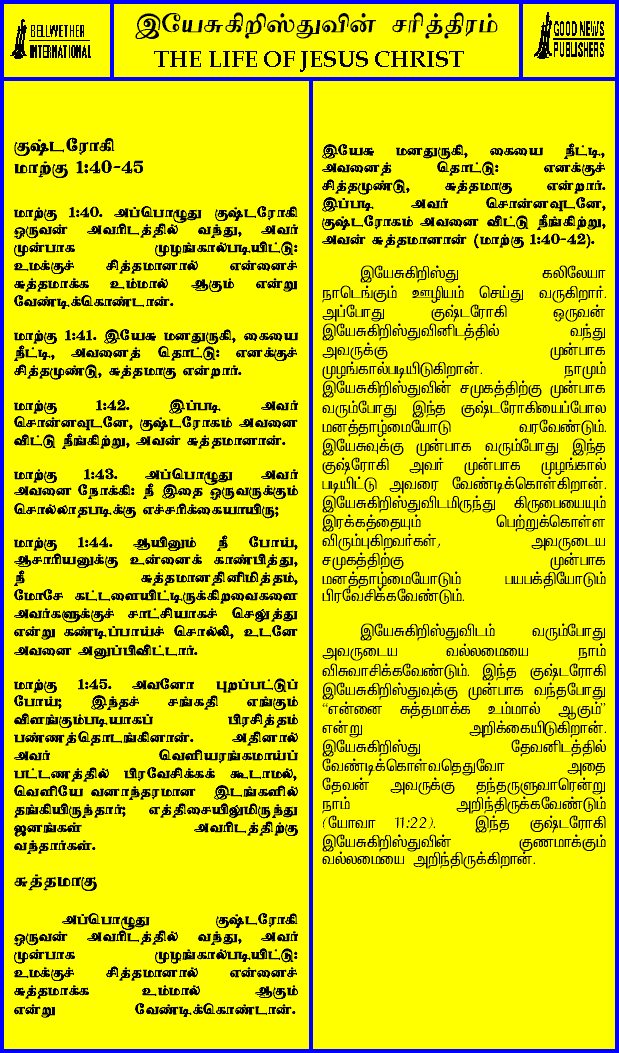 BELLWETHER
INTERNATIONAL
இயேசுகிறிஸ்துவின் சரித்திரம்
THE LIFE OF JESUS CHRIST
GOOD NEWS
PUBLISHERS
குஷ்டரோகி
மாற்கு 1:40-45
மாற்கு 1:40. அப்பொழுது குஷ்டரோகி
ஒருவன் அவரிடத்தில் வந்து, அவர்
முன்பாக முழங்கால்படியிட்டு:
உமக்குச் சித்தமானால் என்னைச்
சுத்தமாக்க உம்மால் ஆகும் என்று
வேண்டிக்கொண்டான்.
மாற்கு 1:41. இயேசு மனதுருகி, கையை
நீட்டி, அவனைத் தொட்டு: எனக்குச்
சித்தமுண்டு, சுத்தமாகு என்றார்.
மாற்கு 1:42. இப்படி அவர்
சொன்னவுடனே, குஷ்டரோகம் அவனை
விட்டு நீங்கிற்று, அவன் சுத்தமானான்.
மாற்கு 1:43. அப்பொழுது அவர்
அவனை நோக்கி: நீ இதை ஒருவருக்கும்
சொல்லாதபடிக்கு எச்சரிக்கையாயிரு;
மாற்கு 1:44. ஆயினும் நீ போய்,
ஆசாரியனுக்கு உன்னைக் காண்பித்து,
நீ சுத்தமானதினிமித்தம்,
மோசே கட்டளையிட்டிருக்கிறவைகளை
அவர்களுக்குச் சாட்சியாகச் செலுத்து
என்று கண்டிப்பாய்ச் சொல்லி, உடனே
அவனை அனுப்பிவிட்டார்.
மாற்கு 1:45. அவனோ புறப்பட்டுப்
போய்; இந்தச் சங்கதி எங்கும்
விளங்கும்படியாகப் பிரசித்தம்
பண்ணத்தொடங்கினான். அதினால்
அவர் வெளியரங்கமாய்ப்
பட்டணத்தில் பிரவேசிக்கக் கூடாமல்,
வெளியே வனாந்தரமான இடங்களில்
தங்கியிருந்தார்; எத்திசையிலுமிருந்து
ஜனங்கள் அவரிடத்திற்கு
வந்தார்கள்.
சுத்தமாகு
அப்பொழுது குஷ்டரோகி
ஒருவன் அவரிடத்தில் வந்து, அவர்
முன்பாக முழங்கால்படியிட்டு:
உமக்குச் சித்தமானால் என்னைச்
சுத்தமாக்க உம்மால் ஆகும்
என்று வேண்டிக்கொண்டான்.
இயேசு மனதுருகி, கையை நீட்டி,
அவனைத் தொட்டு: எனக்குச்
சித்தமுண்டு, சுத்தமாகு என்றார்.
இப்படி அவர் சொன்னவுடனே,
குஷ்டரோகம் அவனை விட்டு நீங்கிற்று,
அவன் சுத்தமானான் (மாற்கு 1:40-42).
இயேசுகிறிஸ்து கலிலேயா
நாடெங்கும் ஊழியம் செய்து வருகிறார்.
அப்போது குஷ்டரோகி ஒருவன்
இயேசுகிறிஸ்துவினிடத்தில் வந்து
அவருக்கு முன்பாக
முழங்கால்படியிடுகிறான். நாமும்
இயேசுகிறிஸ்துவின் சமுகத்திற்கு முன்பாக
வரும்போது இந்த குஷ்டரோகியைப்போல
மனத்தாழ்மையோடு வரவேண்டும்.
இயேசுவுக்கு முன்பாக வரும்போது இந்த
குஷ்ரோகி அவர் முன்பாக முழங்கால்
படியிட்டு அவரை வேண்டிக்கொள்கிறான்.
இயேசுகிறிஸ்துவிடமிருந்து கிருபையையும்
இரக்கத்தையும் பெற்றுக்கொள்ள
விரும்புகிறவர்கள், அவருடைய
சமுகத்திற்கு முன்பாக
மனத்தாழ்மையோடும் பயபக்தியோடும்
பிரவேசிக்கவேண்டும்.
இயேசுகிறிஸ்துவிடம் வரும்போது
அவருடைய வல்லமையை நாம்
விசுவாசிக்கவேண்டும். இந்த குஷ்டரோகி
இயேசுகிறிஸ்துவுக்கு முன்பாக வந்தபோது
“என்னை சுத்தமாக்க உம்மால் ஆகும்”
என்று அறிக்கையிடுகிறான்.
இயேசுகிறிஸ்து தேவனிடத்தில்
வேண்டிக்கொள்வதெதுவோ அதை
தேவன் அவருக்கு தந்தருளுவாரென்று
நாம் அறிந்திருக்கவேண்டும்
(யோவா 11:22). இந்த குஷ்டரோகி
இயேசுகிறிஸ்துவின் குணமாக்கும்
வல்லமையை அறிந்திருக்கிறான்.